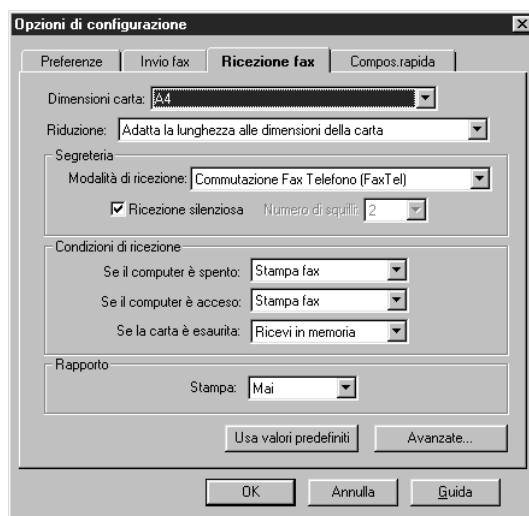 Opzioni di configurazione
Preferenze Invio fax Ricezione fax Compos.rapida
Dimensioni carta: A4
Riduzione: Adatta la lunghezza alle dimensioni della carta
Segreteria
Modalità di ricezione: Commutazione Fax Telefono (FaxTel)
Ricezione silenziosa Numero di squilli: 2
Condizioni di ricezione
Se il computer è spento: Stampa fax
Se il computer è acceso: Stampa fax
Se la carta è esaurita: Ricevi in memoria
Rapporto
Stampa: Mai
Usa valori predefiniti Avanzate...
OK Annulla Guida